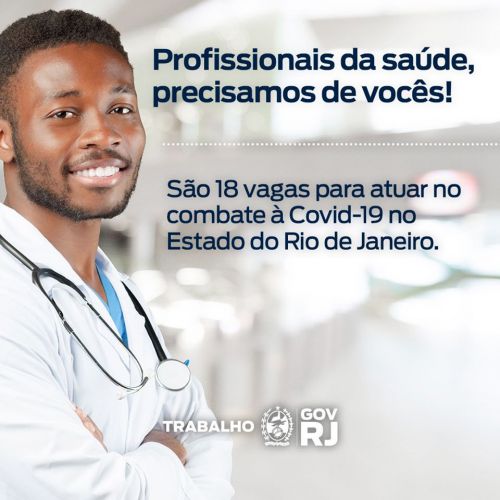 Profissionais da saúde,
precisamos de vocês!
São 18 vagas para atuar no
combate à Covid-19 no
Estado do Rio de Janeiro.
TRABALHO
GOV
RJ